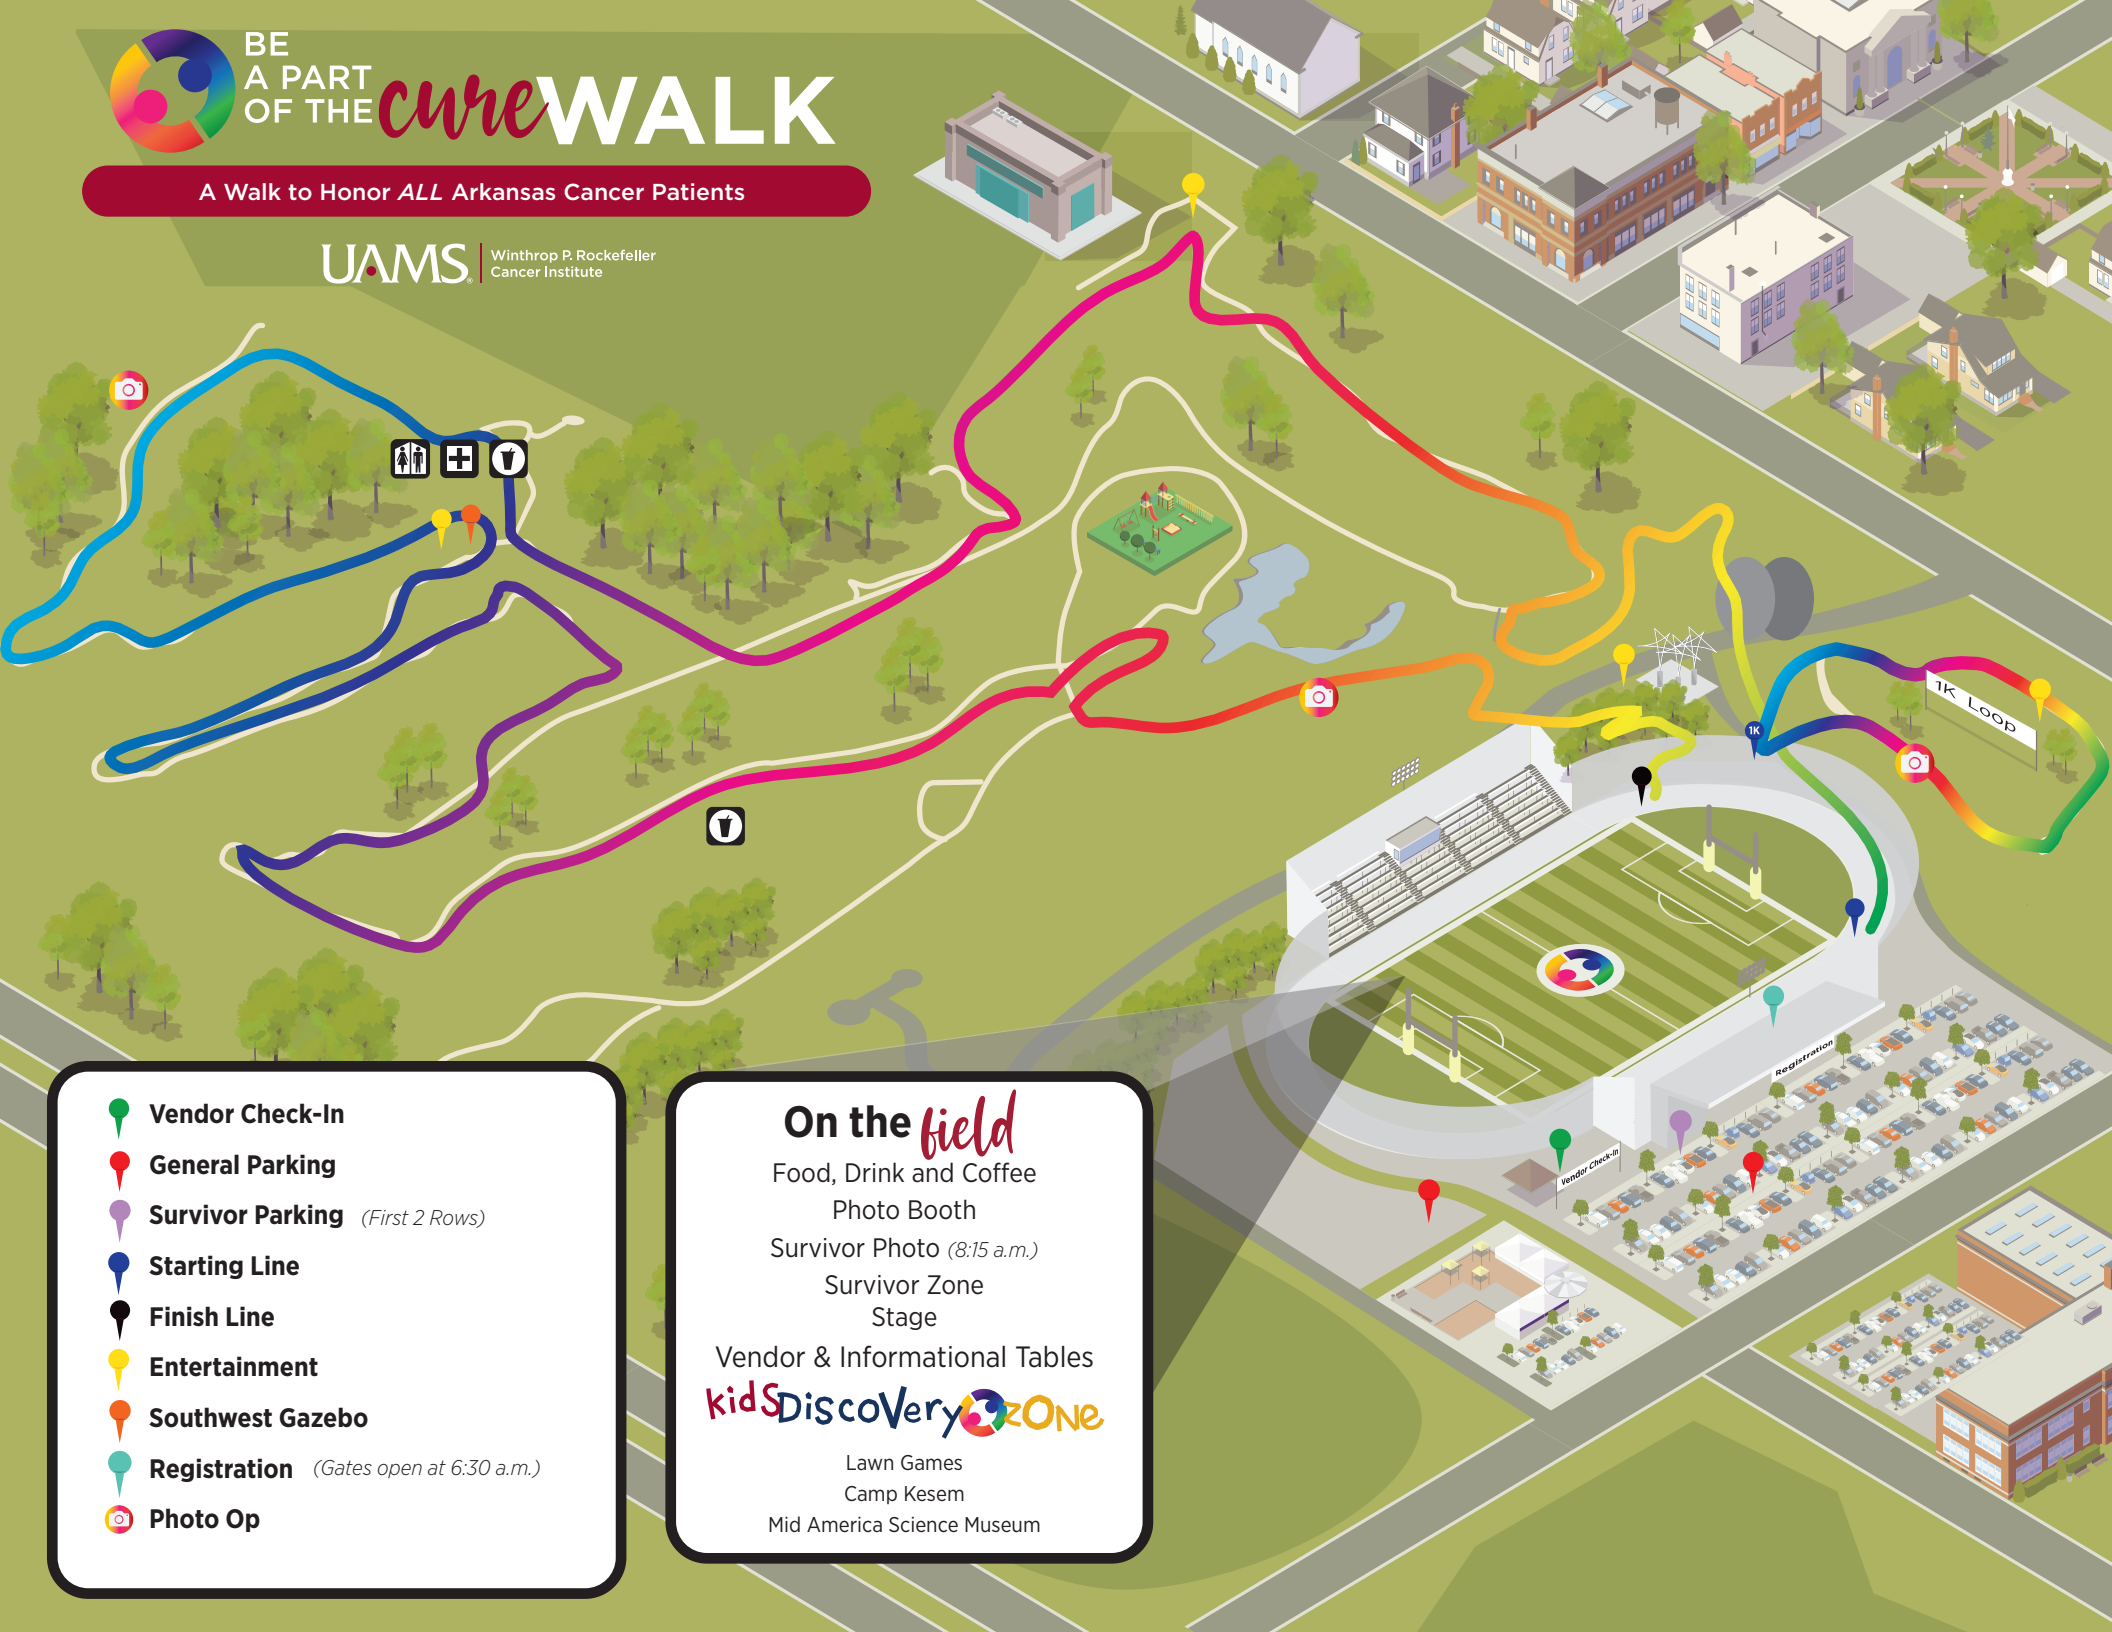 BE
A PART
OF THE cure WALK
A Walk to Honor ALL Arkansas Cancer Patients
UAMS® Winthrop P. Rockefeller
Cancer Institute
1K Loop
1K
Registration
Vendor Check-In
Vendor Check-In
General Parking
Survivor Parking (First 2 Rows)
Starting Line
Finish Line
Entertainment
Southwest Gazebo
Registration (Gates open at 6:30 a.m.)
Photo Op
On the field
Food, Drink and Coffee
Photo Booth
Survivor Photo (8:15 a.m.)
Survivor Zone
Stage
Vendor & Informational Tables
kidS DiscoVery zONe
Lawn Games
Camp Kesem
Mid America Science Museum